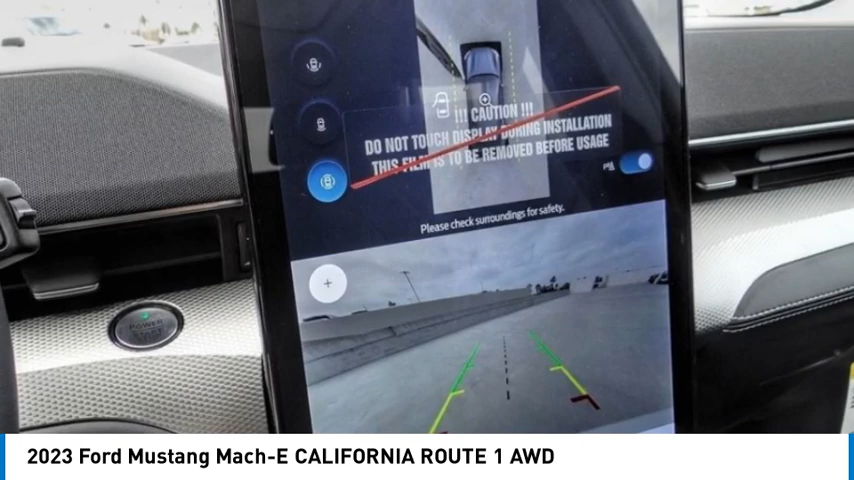 !!! CAUTION !!!
DO NOT TOUCH DISPLAY DURING INSTALLATION
THIS FILM IS TO BE REMOVED BEFORE USAGE
Please check surroundings for safety.
+
POWER
START
2023 Ford Mustang Mach-E CALIFORNIA ROUTE 1 AWD